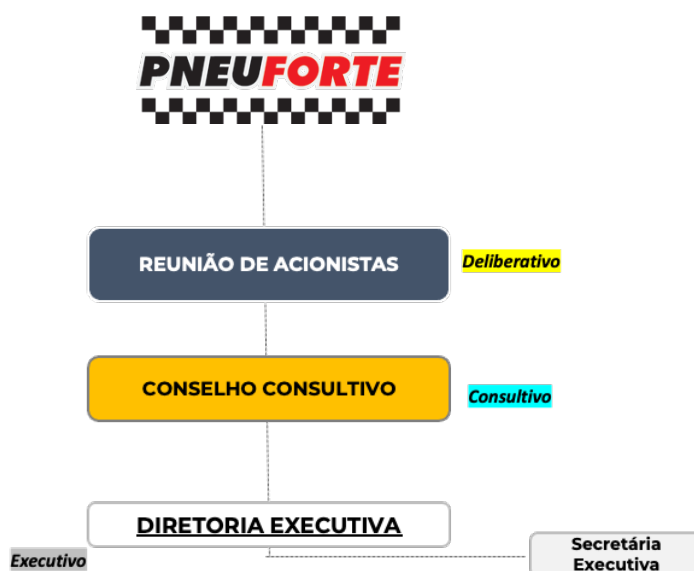 PNEUFORTE
REUNIÃO DE ACIONISTAS
Deliberativo
CONSELHO CONSULTIVO
Consultivo
DIRETORIA EXECUTIVA
Executivo
Secretária
Executiva